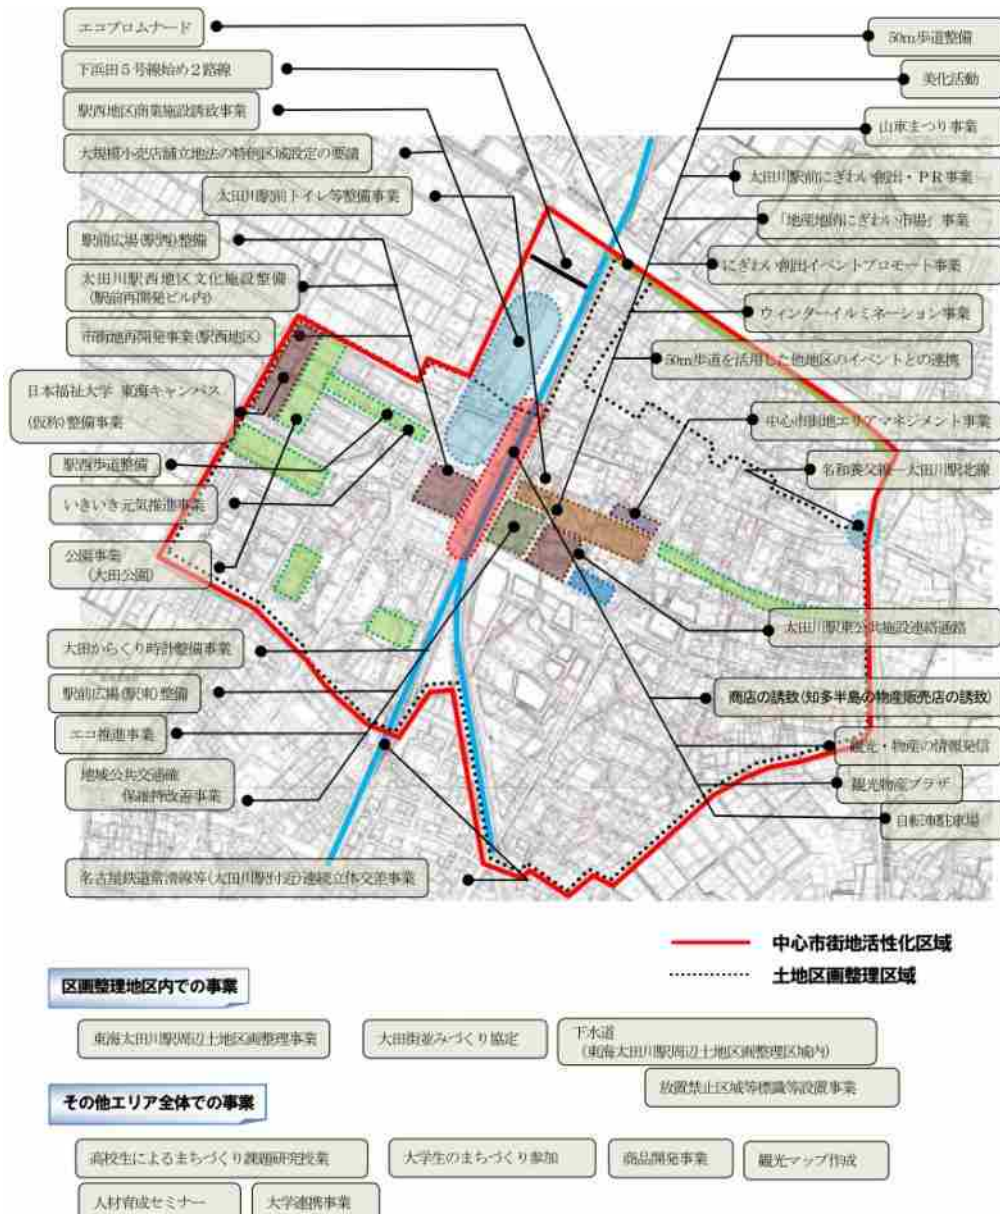 エコプロムナード
下浜田５号線始め２路線
駅西地区商業施設誘致事業
大規模小売店舗立地法の特例区域設定の要請
太田川駅前トイレ等整備事業
駅前広場(駅西)整備
太田川駅西地区文化施設整備
(駅前再開発ビル内)
市街地再開発事業(駅西地区)
日本福祉大学 東海キャンパス
(仮称)整備事業
駅西歩道整備
いきいき元気推進事業
公園事業
(大田公園)
大田からくり時計整備事業
駅前広場(駅東)整備
エコ推進事業
地域公共交通確
保維持改善事業
名古屋鉄道常滑線等(太田川駅付近)連続立体交差事業
50m歩道整備
美化活動
山車まつり事業
太田川駅前にぎわい創出・ＰＲ事業
「地産地消にぎわい市場」事業
にぎわい創出イベントプロモート事業
ウィンターイルミネーション事業
50m歩道を活用した他地区のイベントとの連携
中心市街地エリアマネジメント事業
名和養父線―太田川駅北線
太田川駅東公共施設連絡通路
商店の誘致(知多半島の物産販売店の誘致)
観光・物産の情報発信
観光物産プラザ
自転車駐車場
中心市街地活性化区域
土地区画整理区域
区画整理地区内での事業
東海太田川駅周辺土地区画整理事業
大田街並みづくり協定
下水道
(東海太田川駅周辺土地区画整理区域内)
放置禁止区域等標識等設置事業
その他エリア全体での事業
高校生によるまちづくり課題研究授業
大学生のまちづくり参加
商品開発事業
観光マップ作成
人材育成セミナー
大学連携事業